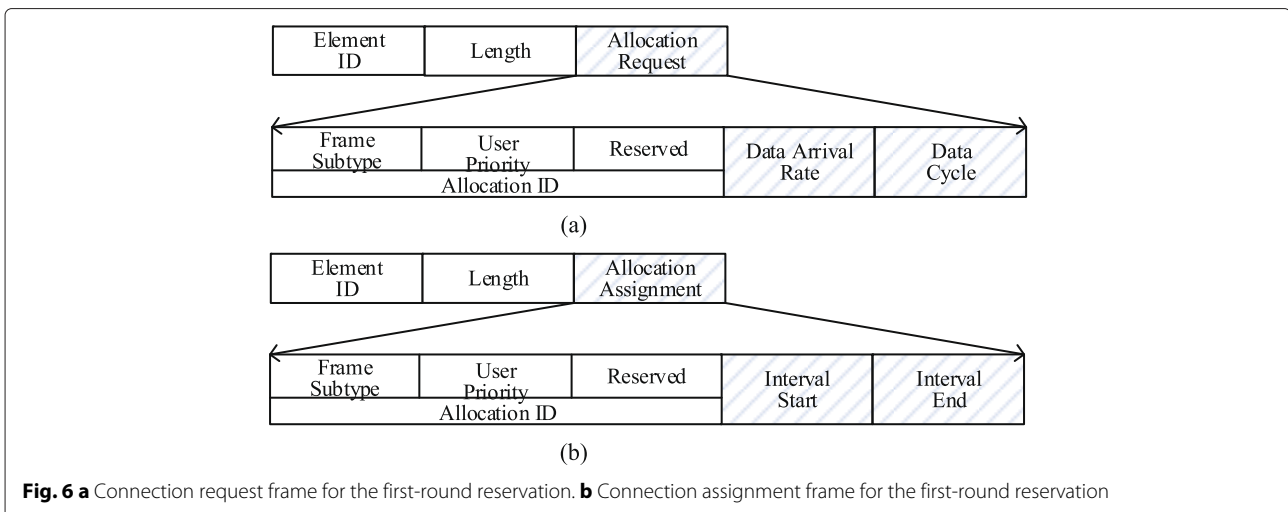 Element ID
Length
Allocation Request
Frame Subtype
User Priority
Reserved
Data Arrival Rate
Data Cycle
Allocation ID
(a)
Element ID
Length
Allocation Assignment
Frame Subtype
User Priority
Reserved
Interval Start
Interval End
Allocation ID
(b)
Fig. 6 a Connection request frame for the first-round reservation. b Connection assignment frame for the first-round reservation